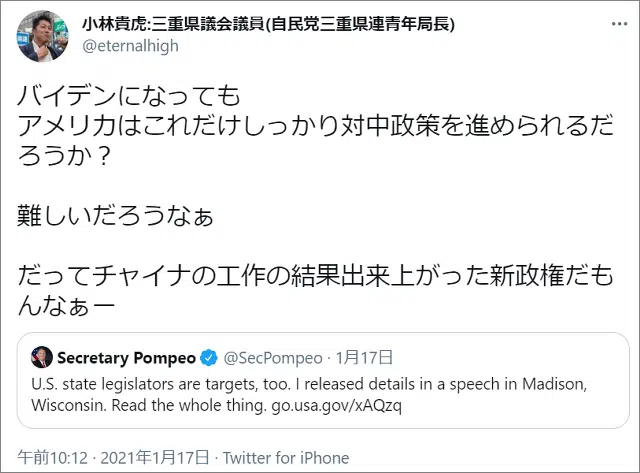 小林貴虎:三重県議会議員(自民党三重県連青年局長)
@eternalhigh
バイデンになっても
アメリカはこれだけしっかり対中政策を進められるだ
ろうか？
難しいだろうなぁ
だってチャイナの工作の結果出来上がった新政権だも
んなぁー
Secretary Pompeo @SecPompeo · 1月17日
U.S. state legislators are targets, too. I released details in a speech in Madison,
Wisconsin. Read the whole thing. go.usa.gov/xAQzq
午前10:12 · 2021年1月17日 · Twitter for iPhone